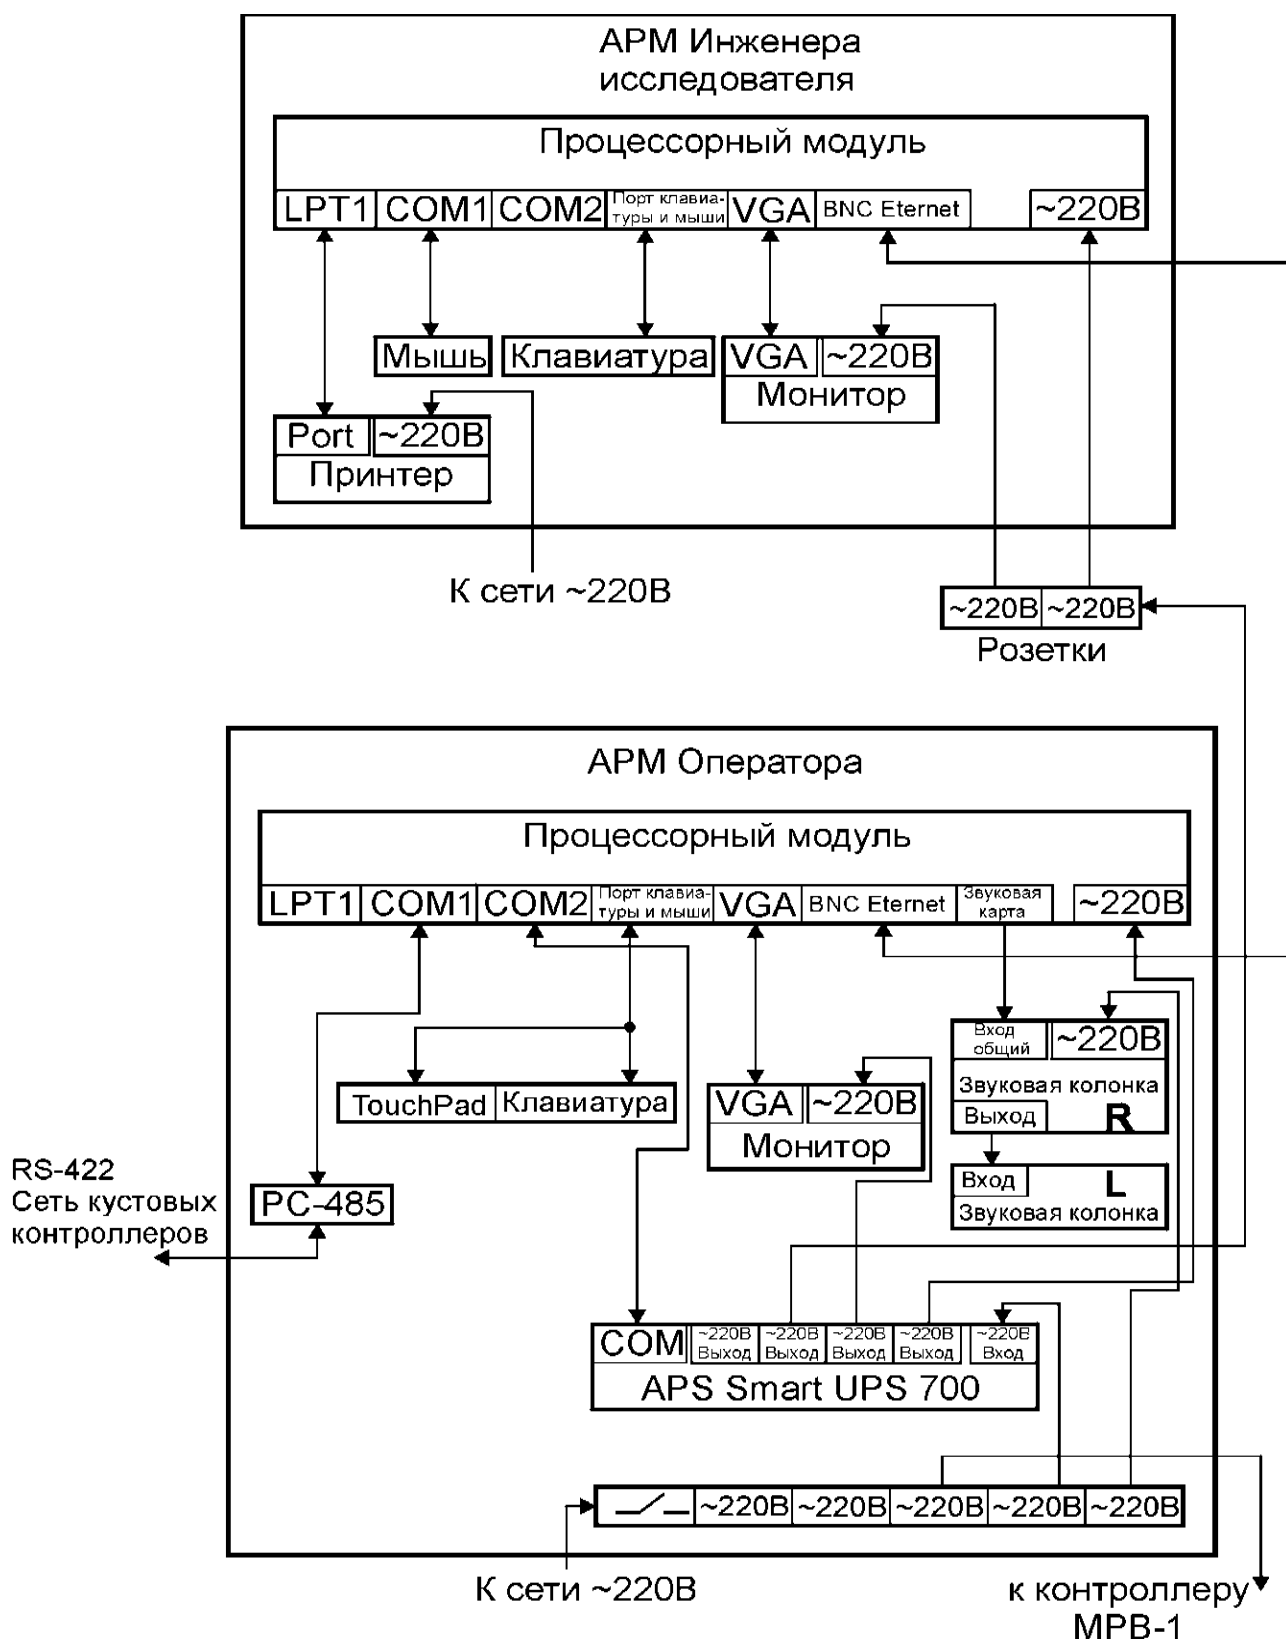 АРМ Инженера
исследователя
Процессорный модуль
LPT1 COM1 COM2 Порт клавиа-
туры и мыши VGA BNC Eternet ~220В
Мышь Клавиатура VGA ~220В
Монитор
Port ~220В
Принтер
К сети ~220В
~220В ~220В
Розетки
АРМ Оператора
Процессорный модуль
LPT1 COM1 COM2 Порт клавиа-
туры и мыши VGA BNC Eternet Звуковая
карта ~220В
Вход
общий ~220В
Звуковая колонка
Выход R
TouchPad Клавиатура
VGA ~220В
Монитор
Вход L
Звуковая колонка
RS-422
Сеть кустовых
контроллеров
PC-485
COM ~220В
Выход ~220В
Выход ~220В
Выход ~220В
Выход ~220В
Вход
APS Smart UPS 700
~220В ~220В ~220В ~220В ~220В
К сети ~220В
к контроллеру
МРВ-1